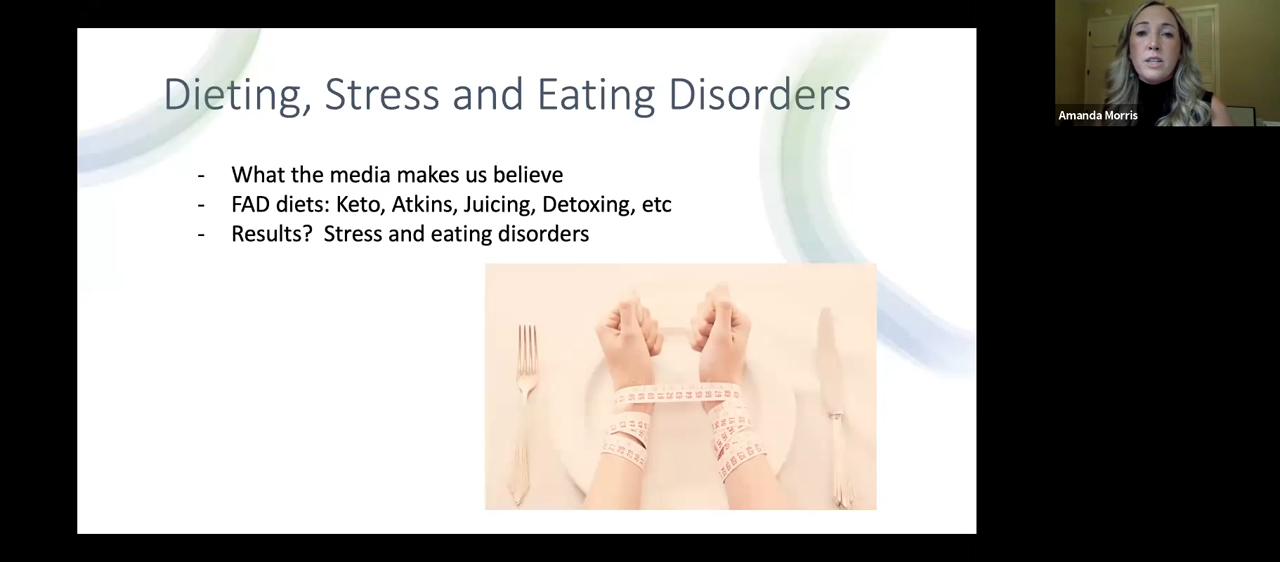 Dieting, Stress and Eating Disorders
- What the media makes us believe
- FAD diets: Keto, Atkins, Juicing, Detoxing, etc
- Results? Stress and eating disorders
Amanda Morris